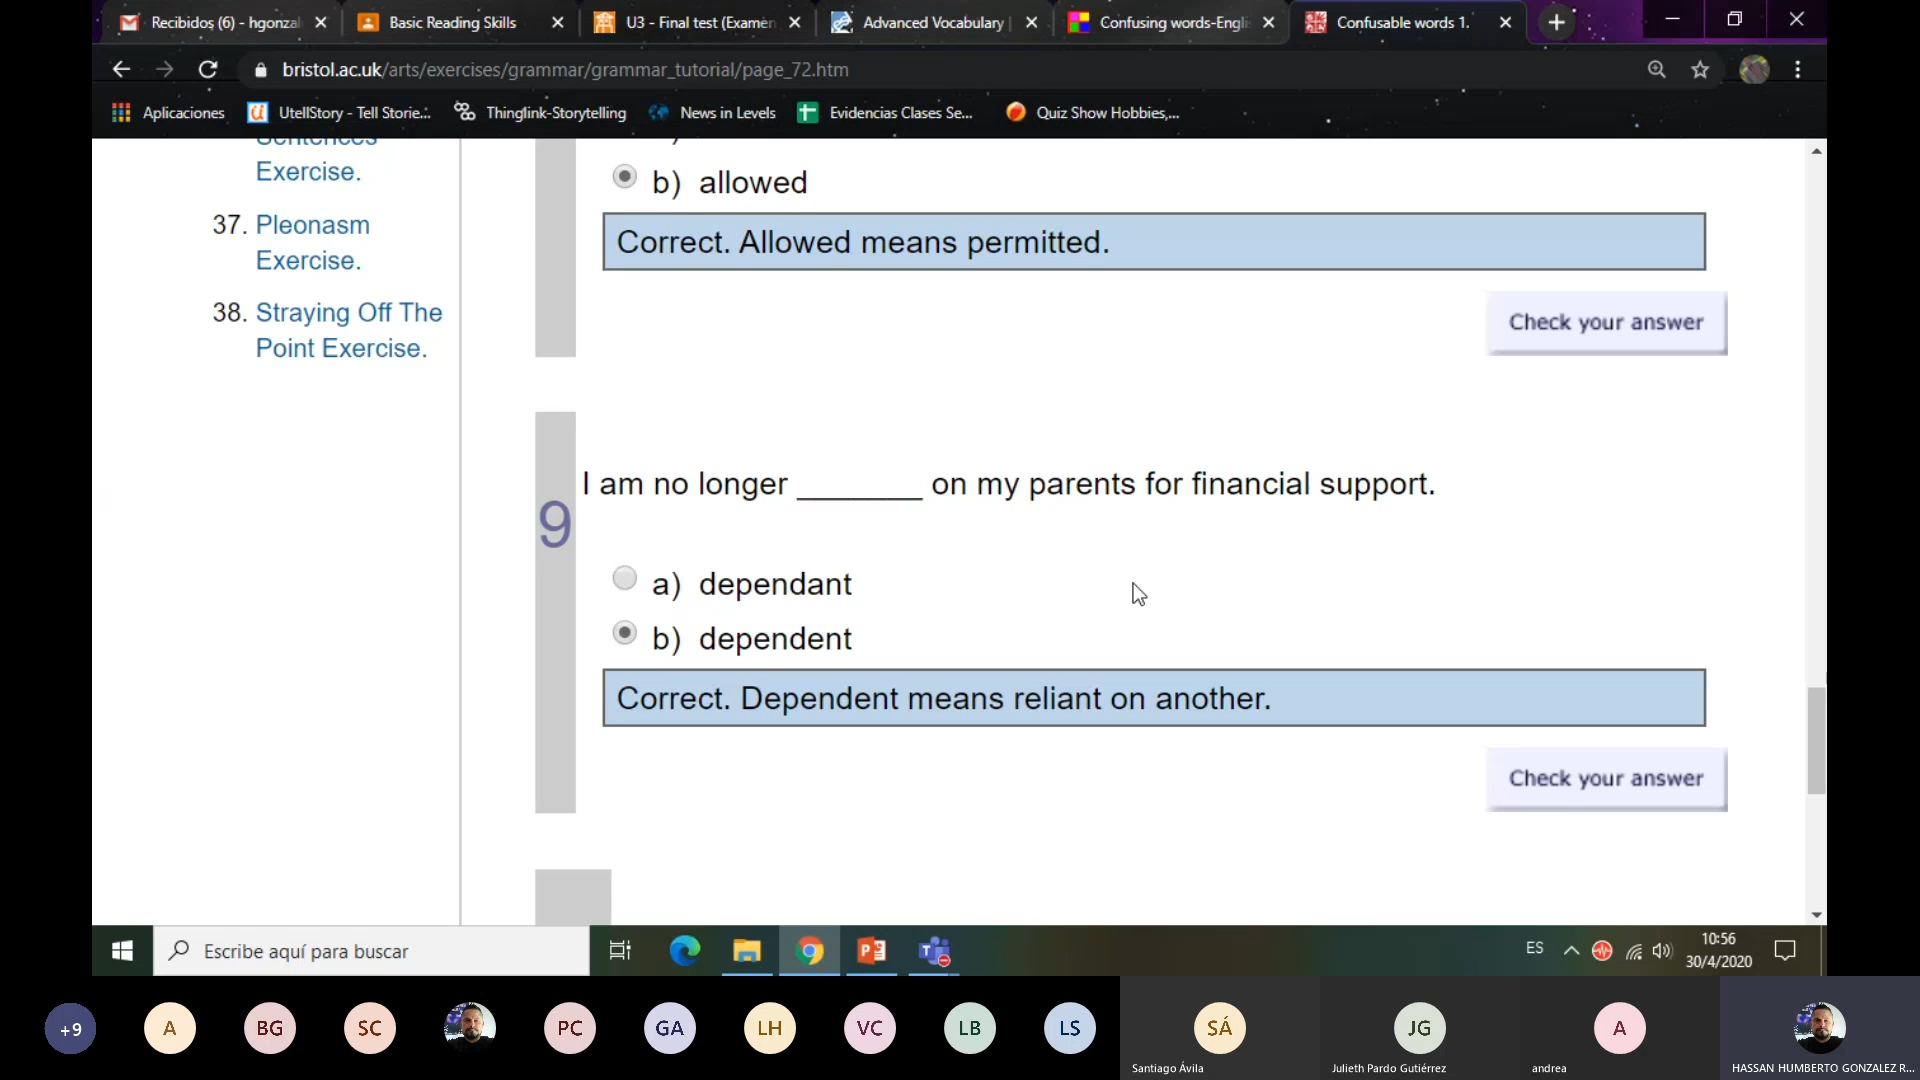 Recibidos (6) - hgonzal
Basic Reading Skills
U3 - Final test (Examen
Advanced Vocabulary |
Confusing words-Engli
Confusable words 1.
bristol.ac.uk/arts/exercises/grammar/grammar_tutorial/page_72.htm
Aplicaciones
UtellStory - Tell Storie...
Thinglink-Storytelling
News in Levels
Evidencias Clases Se...
Quiz Show Hobbies,...
Sentences
Exercise.
37. Pleonasm
Exercise.
38. Straying Off The
Point Exercise.
b) allowed
Correct. Allowed means permitted.
Check your answer
9
I am no longer _______ on my parents for financial support.
a) dependant
b) dependent
Correct. Dependent means reliant on another.
Check your answer
Escribe aquí para buscar
ES
10:56
30/4/2020
+9
A
BG
SC
PC
GA
LH
VC
LB
LS
SÁ
Santiago Ávila
JG
Julieth Pardo Gutiérrez
A
andrea
HASSAN HUMBERTO GONZALEZ R...